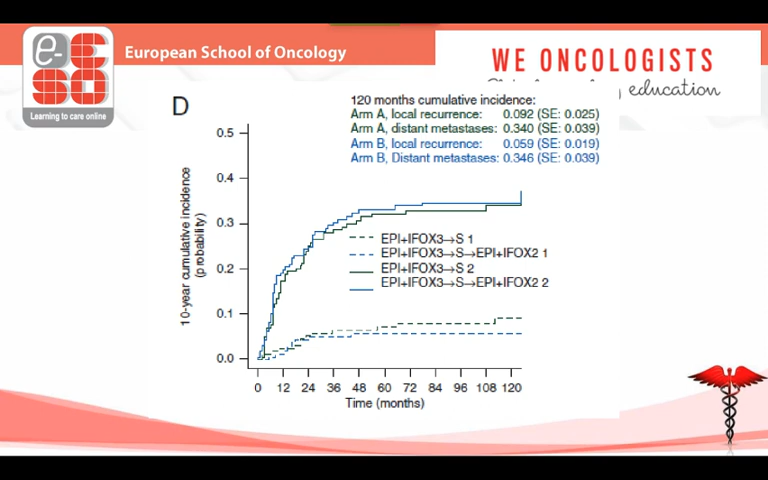 e-ESO
Learning to care online
European School of Oncology
WE ONCOLOGISTS
education
D
120 months cumulative incidence:
Arm A, local recurrence: 0.092 (SE: 0.025)
Arm A, distant metastases: 0.340 (SE: 0.039)
Arm B, local recurrence: 0.059 (SE: 0.019)
Arm B, Distant metastases: 0.346 (SE: 0.039)
10-year cumulative incidence
(probability)
0.5
0.4
0.3
0.2
0.1
0.0
EPI+IFOX3→S 1
EPI+IFOX3→S→EPI+IFOX2 1
EPI+IFOX3→S 2
EPI+IFOX3→S→EPI+IFOX2 2
0 12 24 36 48 60 72 84 96 108 120
Time (months)